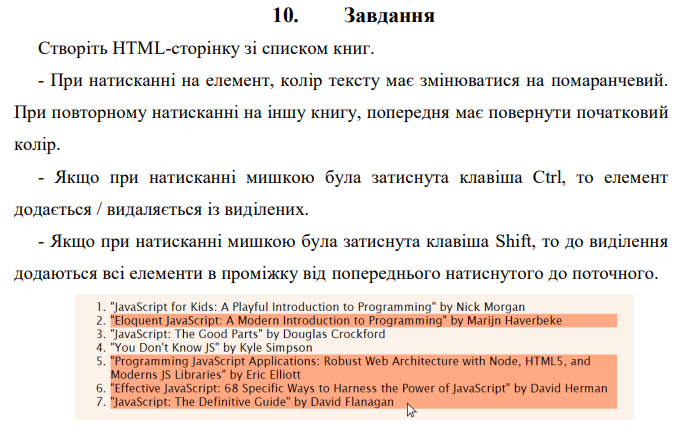 10. Завдання
Створіть HTML-сторінку зі списком книг.
- При натисканні на елемент, колір тексту має змінюватися на помаранчевий.
При повторному натисканні на іншу книгу, попередня має повернути початковий
колір.
- Якщо при натисканні мишкою була затиснута клавіша Ctrl, то елемент
додається / видаляється із виділених.
- Якщо при натисканні мишкою була затиснута клавіша Shift, то до виділення
додаються всі елементи в проміжку від попереднього натиснутого до поточного.
1. "JavaScript for Kids: A Playful Introduction to Programming" by Nick Morgan
2. "Eloquent JavaScript: A Modern Introduction to Programming" by Marijn Haverbeke
3. "JavaScript: The Good Parts" by Douglas Crockford
4. "You Don't Know JS" by Kyle Simpson
5. "Programming JavaScript Applications: Robust Web Architecture with Node, HTML5, and
Moderns JS Libraries" by Eric Elliott
6. "Effective JavaScript: 68 Specific Ways to Harness the Power of JavaScript" by David Herman
7. "JavaScript: The Definitive Guide" by David Flanagan